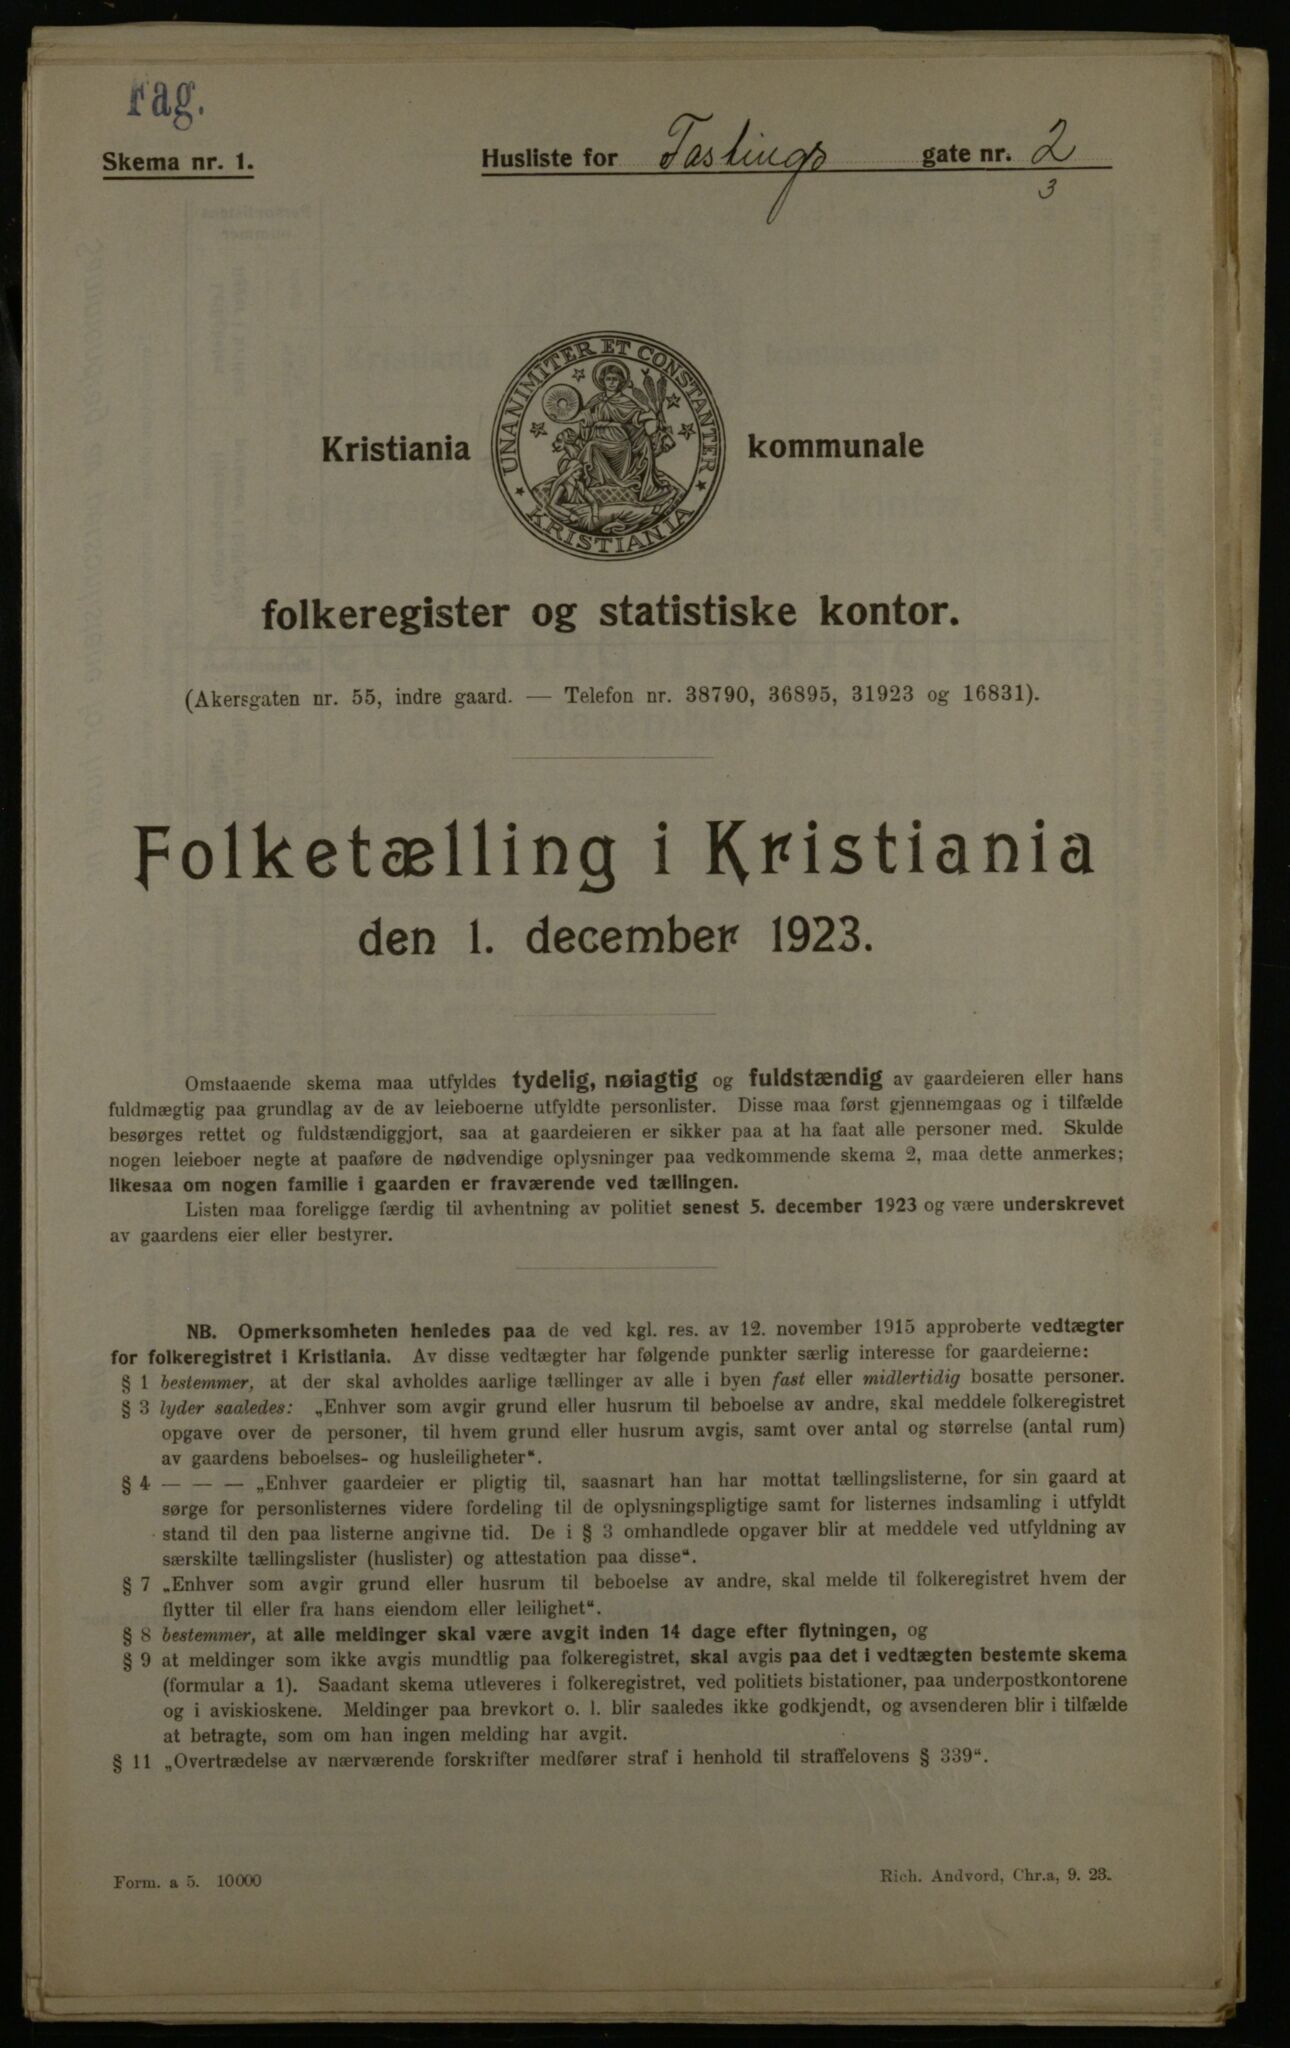 Fag.
Skema nr. 1.
Husliste for Tostrups gate nr. 2
3
UNANIMITER ET CONSTANTER
KRISTIANIA
Kristiania kommunale
folkeregister og statistiske kontor.
(Akersgaten nr. 55, indre gaard. — Telefon nr. 38790, 36895, 31923 og 16831).
Folketælling i Kristiania
den 1. december 1923.
Omstaaende skema maa utfyldes tydelig, nøiagtig og fuldstændig av gaardeieren eller hans
fuldmægtig paa grundlag av de av leieboerne utfyldte personlister. Disse maa først gjennemgaas og i tilfælde
besørges rettet og fuldstændiggjort, saa at gaardeieren er sikker paa at ha faat alle personer med. Skulde
nogen leieboer negte at paaføre de nødvendige oplysninger paa vedkommende skema 2, maa dette anmerkes;
likesaa om nogen familie i gaarden er fraværende ved tællingen.
Listen maa foreligge færdig til avhentning av politiet senest 5. december 1923 og være underskrevet
av gaardens eier eller bestyrer.
NB. Opmerksomheten henledes paa de ved kgl. res. av 12. november 1915 approberte vedtægter
for folkeregistret i Kristiania. Av disse vedtægter har følgende punkter særlig interesse for gaardeierne:
§ 1 bestemmer, at der skal avholdes aarlige tællinger av alle i byen fast eller midlertidig bosatte personer.
§ 3 lyder saaledes: „Enhver som avgir grund eller husrum til beboelse av andre, skal meddele folkeregistret
opgave over de personer, til hvem grund eller husrum avgis, samt over antal og størrelse (antal rum)
av gaardens beboelses- og husleiligheter“.
§ 4 — — — „Enhver gaardeier er pligtig til, saasnart han har mottat tællingslisterne, for sin gaard at
sørge for personlisternes videre fordeling til de oplysningspligtige samt for listernes indsamling i utfyldt
stand til den paa listerne angivne tid. De i § 3 omhandlede opgaver blir at meddele ved utfyldning av
særskilte tællingslister (huslister) og attestation paa disse“.
§ 7 „Enhver som avgir grund eller husrum til beboelse av andre, skal melde til folkeregistret hvem der
flytter til eller fra hans eiendom eller leilighet“.
§ 8 bestemmer, at alle meldinger skal være avgit inden 14 dage efter flytningen, og
§ 9 at meldinger som ikke avgis mundtlig paa folkeregistret, skal avgis paa det i vedtægten bestemte skema
(formular a 1). Saadant skema utleveres i folkeregistret, ved politiets bistationer, paa underpostkontorene
og i aviskioskene. Meldinger paa brevkort o. l. blir saaledes ikke godkjendt, og avsenderen blir i tilfælde
at betragte, som om han ingen melding har avgit.
§ 11 „Overtrædelse av nærværende forskrifter medfører straf i henhold til straffelovens § 339“.
Form. a 5. 10000
Rich. Andvord, Chr.a, 9. 23.